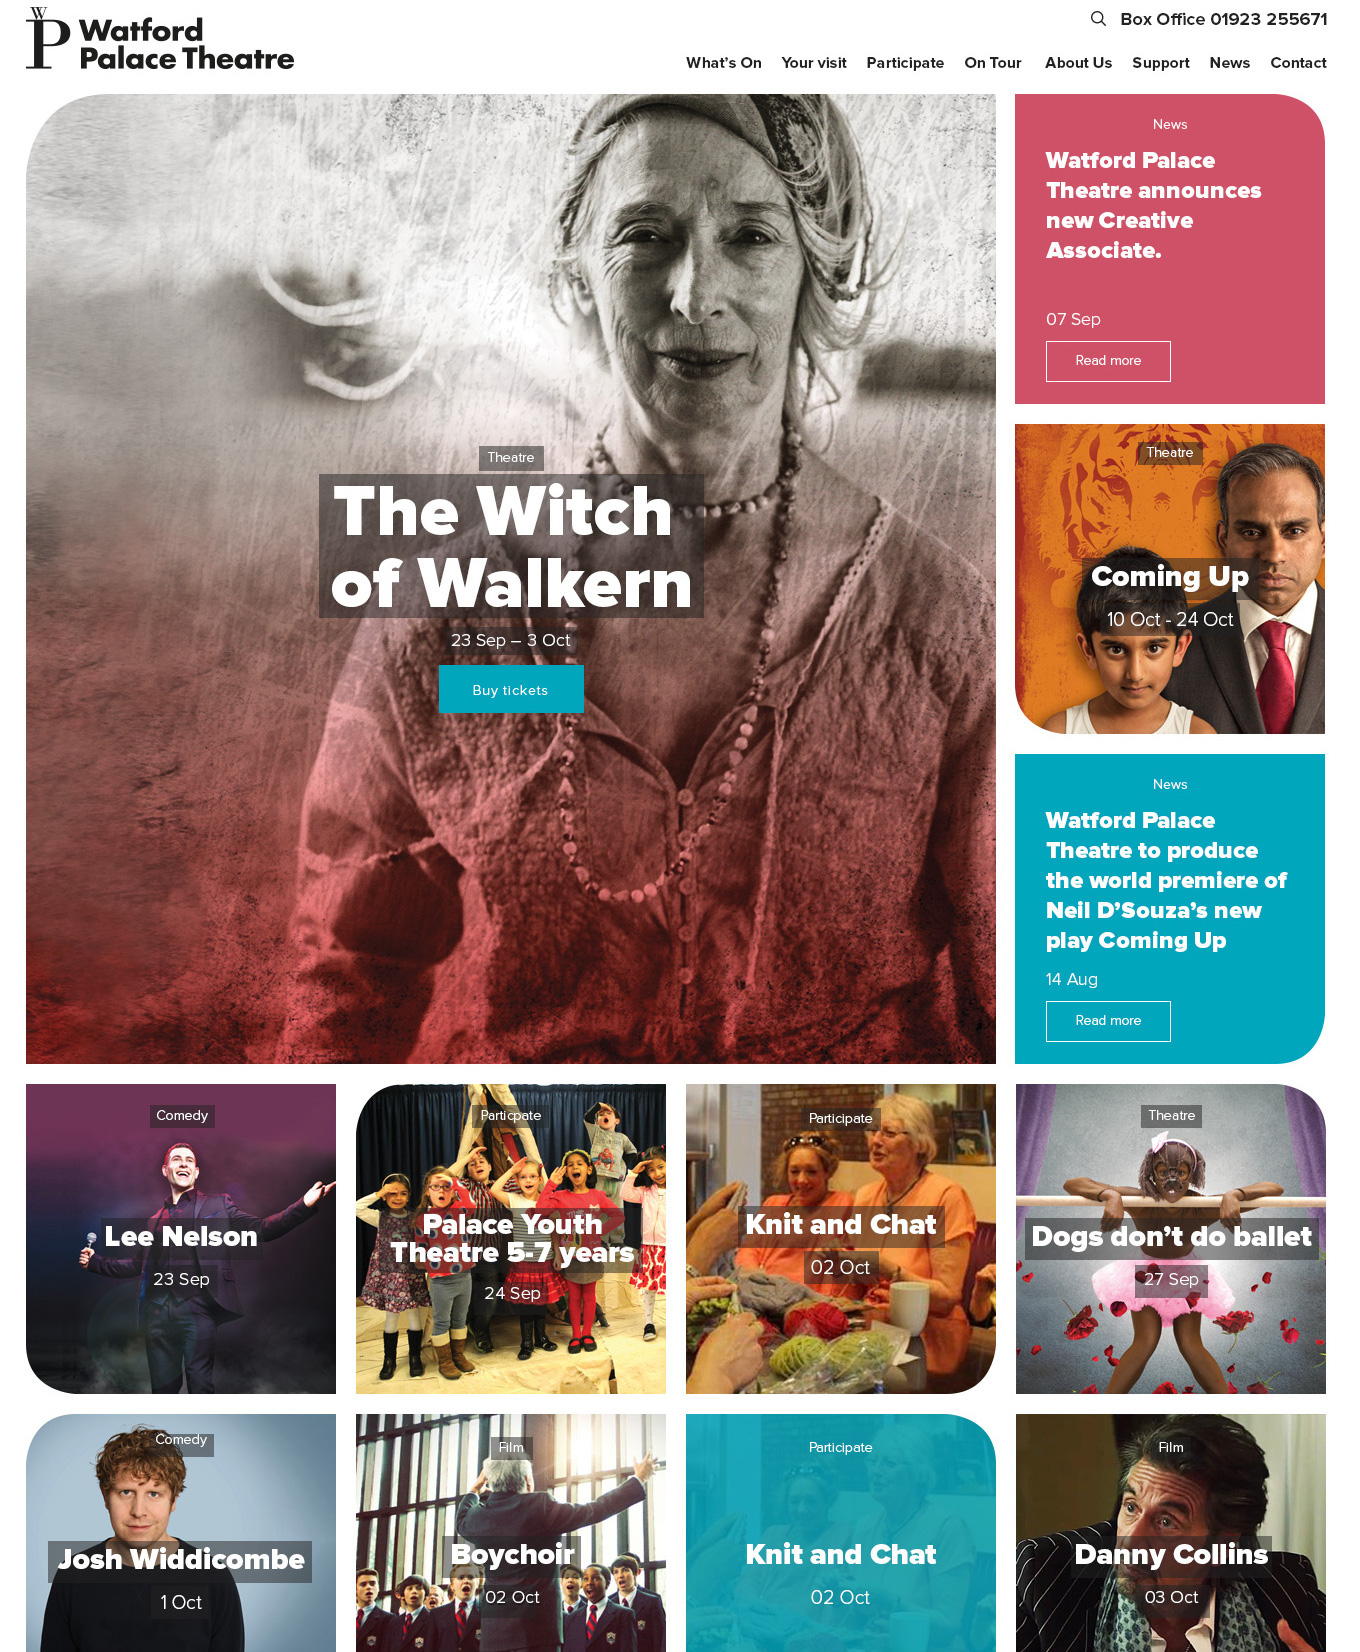 Watford
Palace Theatre
Box Office 01923 255671
What's On Your visit Participate On Tour About Us Support News Contact
Theatre
The Witch
of Walkern
23 Sep – 3 Oct
Buy tickets
News
Watford Palace
Theatre announces
new Creative
Associate.
07 Sep
Read more
Theatre
Coming Up
10 Oct - 24 Oct
News
Watford Palace
Theatre to produce
the world premiere of
Neil D'Souza's new
play Coming Up
14 Aug
Read more
Comedy
Lee Nelson
23 Sep
Particpate
Palace Youth
Theatre 5-7 years
24 Sep
Participate
Knit and Chat
02 Oct
Theatre
Dogs don't do ballet
27 Sep
Comedy
Josh Widdicombe
1 Oct
Film
Boychoir
02 Oct
Participate
Knit and Chat
02 Oct
Film
Danny Collins
03 Oct